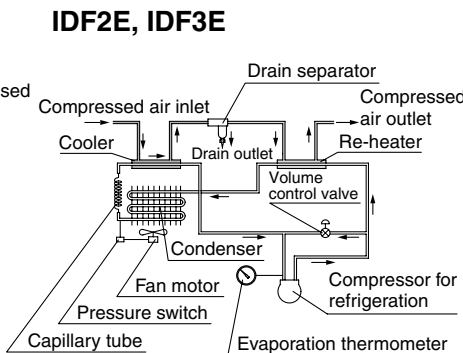 IDF2E, IDF3E
Drain separator
sed
Compressed air inlet
Compressed
air outlet
Cooler
Drain outlet
Re-heater
Volume
control valve
Condenser
Fan motor
Compressor for
refrigeration
Pressure switch
Capillary tube
Evaporation thermometer